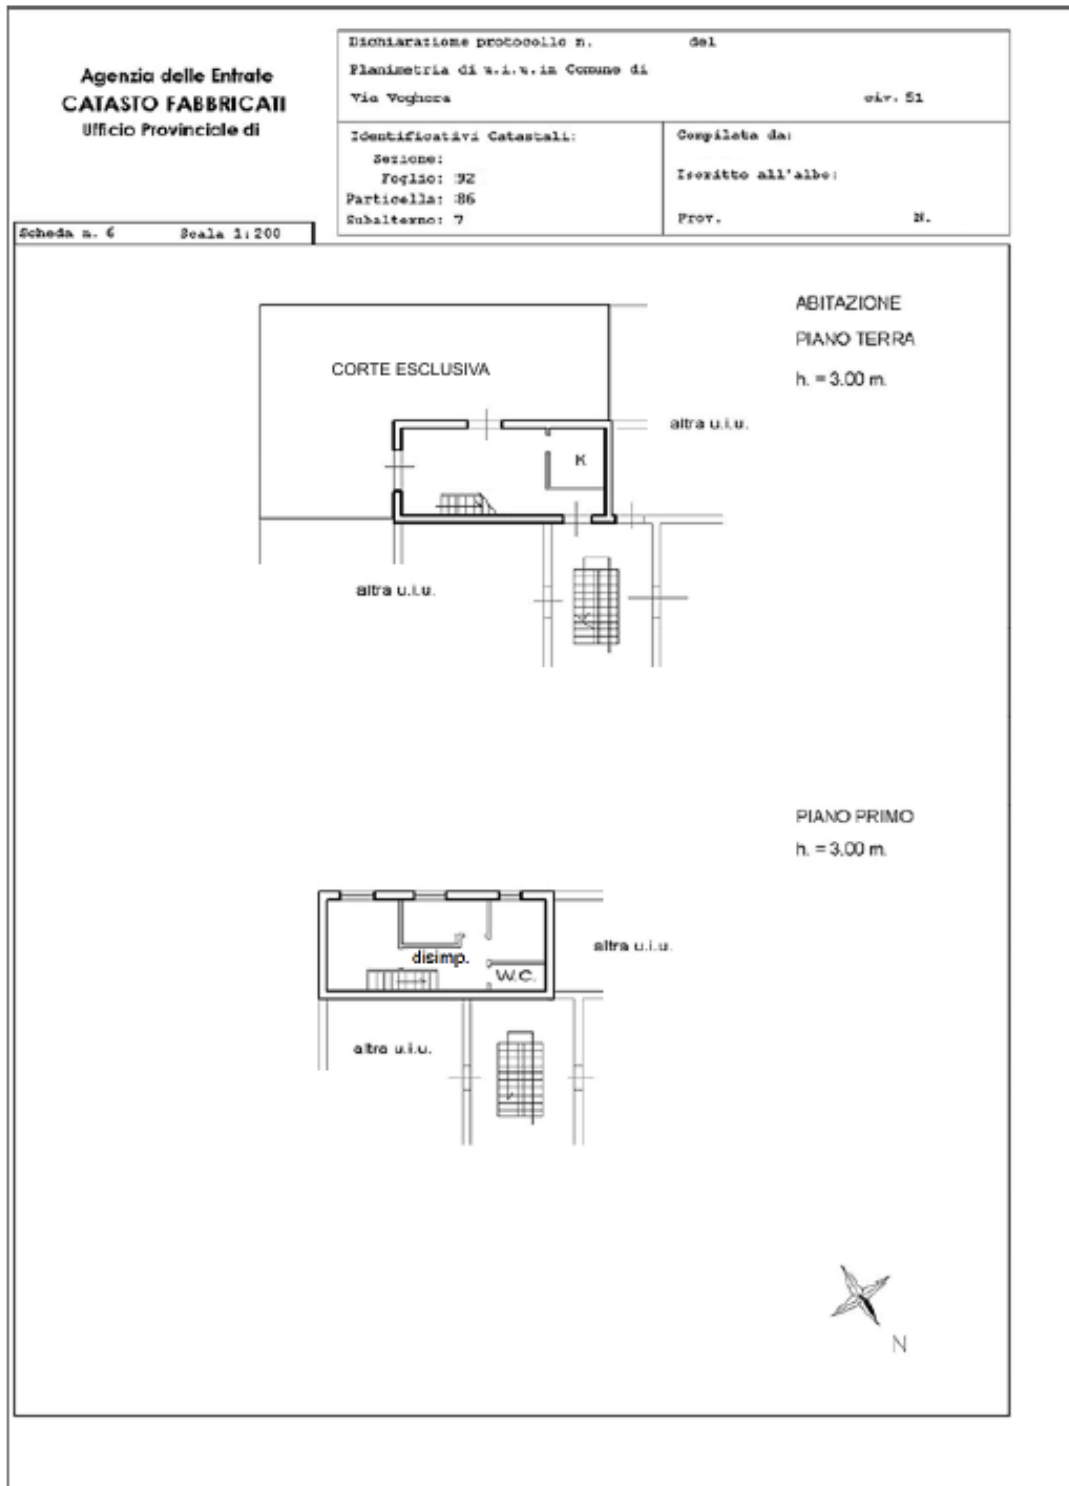 Agenzia delle Entrate
CATASTO FABBRICATI
Ufficio Provinciale di
Dichiarazione protocollo n. del
Planimetria di u.i.u. in Comune di
Via Voghera civ. 51
Identificativi Catastali:
Sezione:
Foglio: 92
Particella: 86
Subalterno: 7
Compilata da:
Iscritto all'albo:
Prov. N.
Scheda n. 6 Scala 1:200
ABITAZIONE
PIANO TERRA
h. = 3.00 m.
CORTE ESCLUSIVA
altra u.i.u.
K
altra u.i.u.
PIANO PRIMO
h. = 3.00 m.
altra u.i.u.
disimp.
W.C.
altra u.i.u.
N